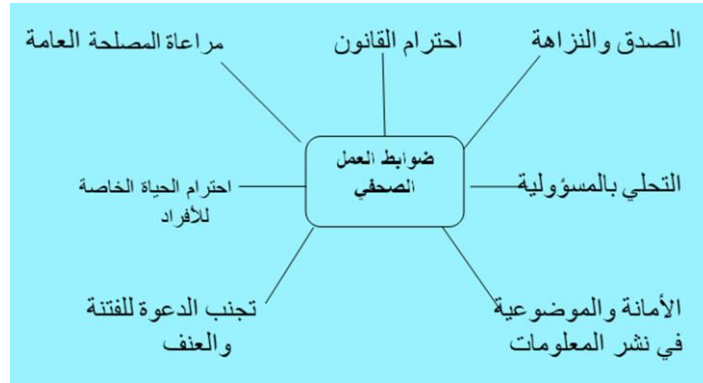 الصدق والنزاهة
احترام القانون
مراعاة المصلحة العامة
ضوابط العمل
الصحفي
التحلي بالمسؤولية
احترام الحياة الخاصة
للأفراد
الأمانة والموضوعية
في نشر المعلومات
تجنب الدعوة للفتنة
والعنف